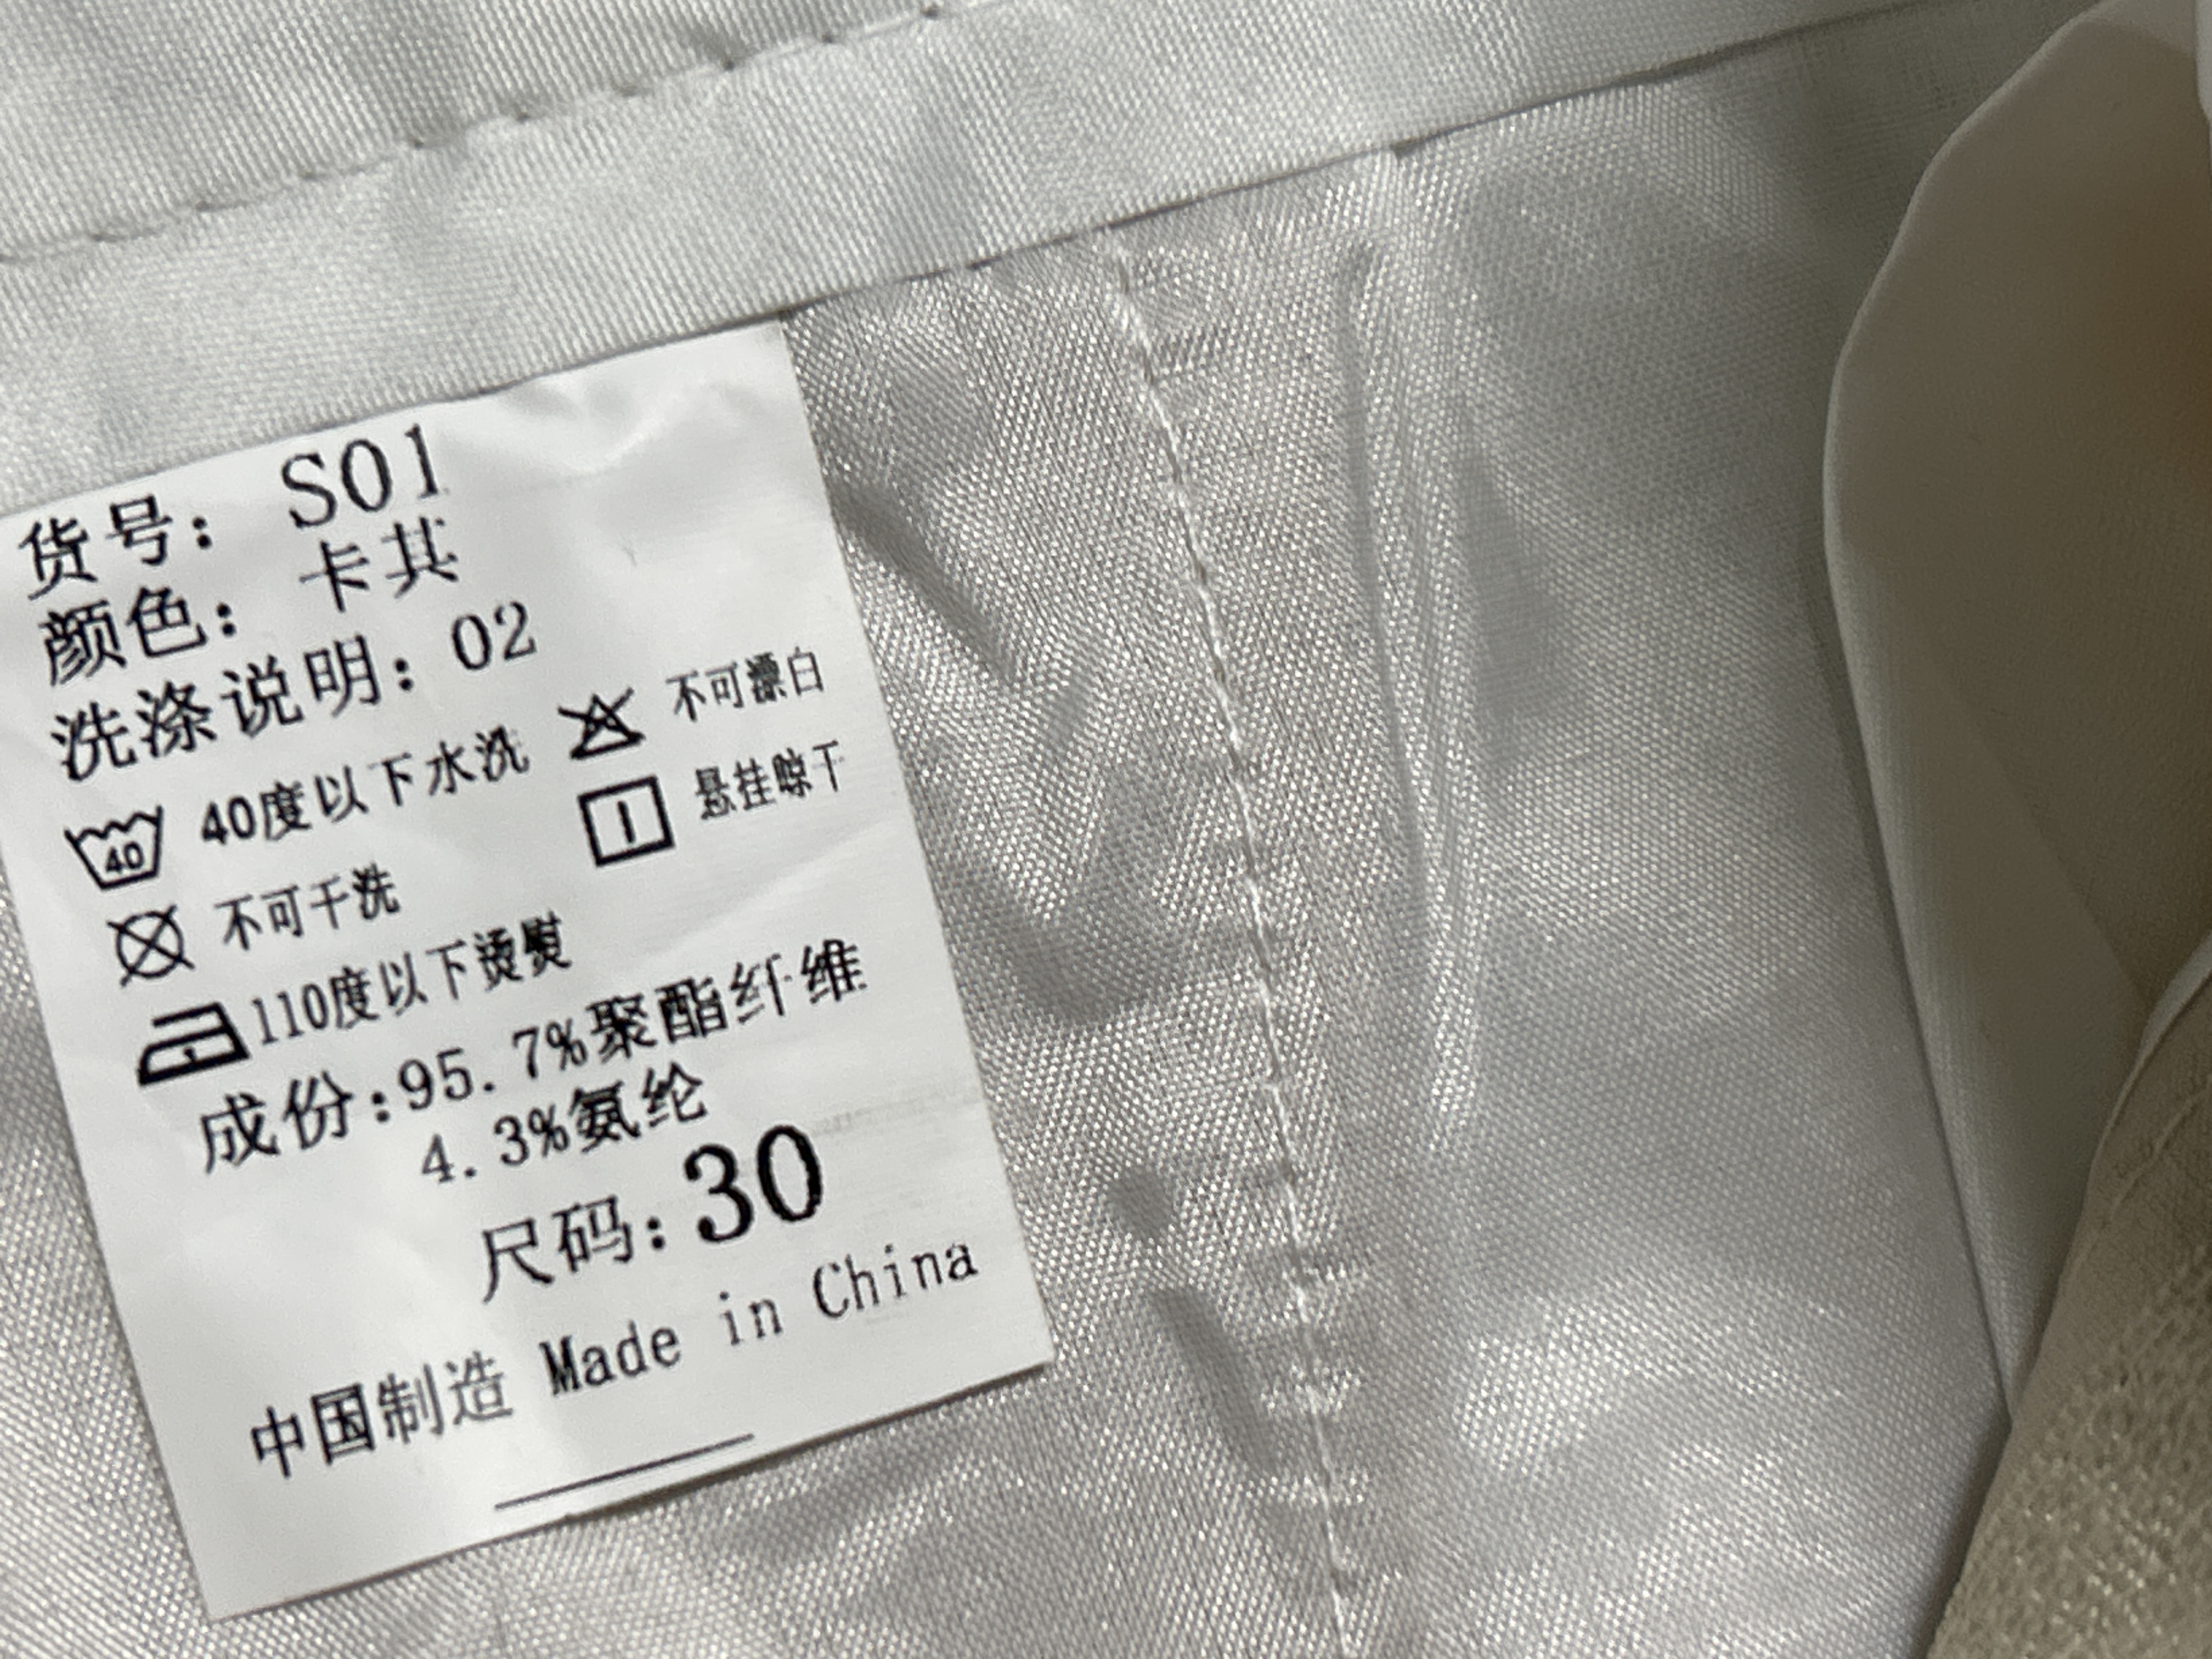 货号： S01
颜色： 卡其
洗涤说明：02
40度以下水洗 不可漂白
40
不可干洗 悬挂晾干
110度以下烫熨
成份：95.7%聚酯纤维
4.3%氨纶
尺码：30
中国制造 Made in China